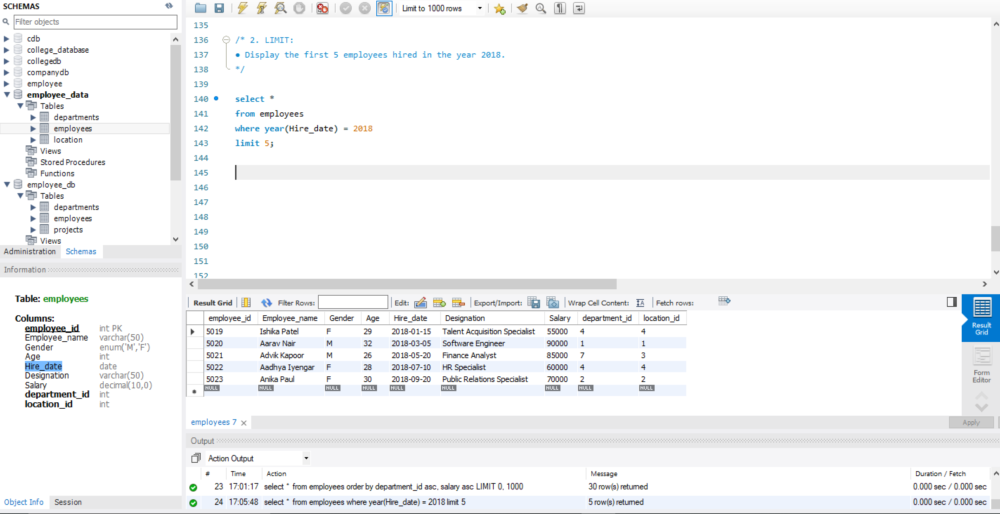 SCHEMAS
Filter objects
cdb
college_database
collegedb
companydb
employee
employee_data
Tables
departments
employees
location
Views
Stored Procedures
Functions
employee_db
Tables
departments
employees
projects
Views
Administration Schemas
Information
Table: employees
Columns:
employee_id int PK
Employee_name varchar(50)
Gender enum('M','F')
Age int
Hire_date date
Designation varchar(50)
Salary decimal(10,0)
department_id int
location_id int
Object Info Session
Limit to 1000 rows
135
136 /* 2. LIMIT:
137 • Display the first 5 employees hired in the year 2018.
138 */
139
140 select *
141 from employees
142 where year(Hire_date) = 2018
143 limit 5;
144
145
146
147
148
149
150
151
152
Result Grid Filter Rows: Edit: Export/Import: Wrap Cell Content: Fetch rows:
employee_id Employee_name Gender Age Hire_date Designation Salary department_id location_id
5019 Ishika Patel F 29 2018-01-15 Talent Acquisition Specialist 55000 4 4
5020 Aarav Nair M 32 2018-03-05 Software Engineer 90000 1 1
5021 Advik Kapoor M 26 2018-05-20 Finance Analyst 85000 7 3
5022 Aadhya Iyengar F 28 2018-07-10 HR Specialist 60000 4 4
5023 Anika Paul F 30 2018-09-20 Public Relations Specialist 70000 2 2
NULL NULL NULL NULL NULL NULL NULL NULL NULL
Result
Grid
Form
Editor
employees 7
Apply
Output
Action Output
# Time Action Message Duration / Fetch
23 17:01:17 select * from employees order by department_id asc, salary asc LIMIT 0, 1000 30 row(s) returned 0.000 sec / 0.000 sec
24 17:05:48 select * from employees where year(Hire_date) = 2018 limit 5 5 row(s) returned 0.000 sec / 0.000 sec